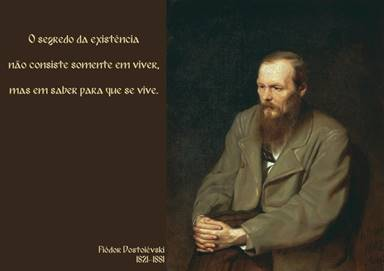 O segredo da existência
não consiste somente em viver,
mas em saber para que se vive.
Fiódor Dostoiévski
1821-1881